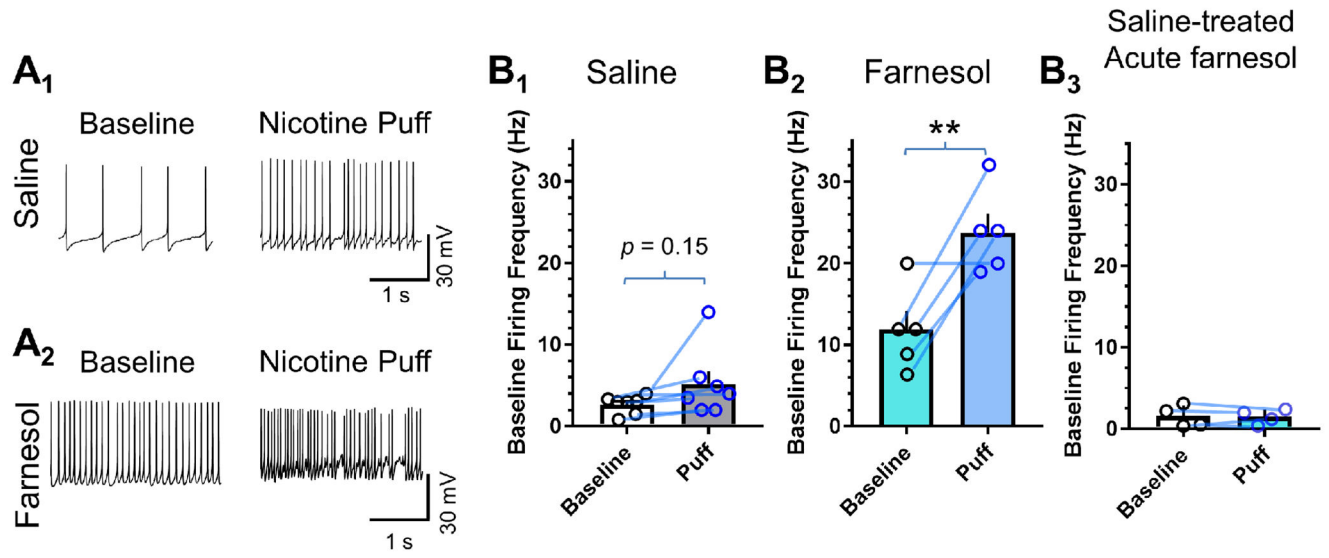 A1
Baseline
Nicotine Puff
Saline
30 mV
1 s
A2
Baseline
Nicotine Puff
Farnesol
30 mV
1 s
B1
Saline
Baseline Firing Frequency (Hz)
30
20
10
0
p = 0.15
Baseline
Puff
B2
Farnesol
Baseline Firing Frequency (Hz)
30
20
10
0
**
Baseline
Puff
Saline-treated
Acute farnesol
B3
Baseline Firing Frequency (Hz)
30
20
10
0
Baseline
Puff